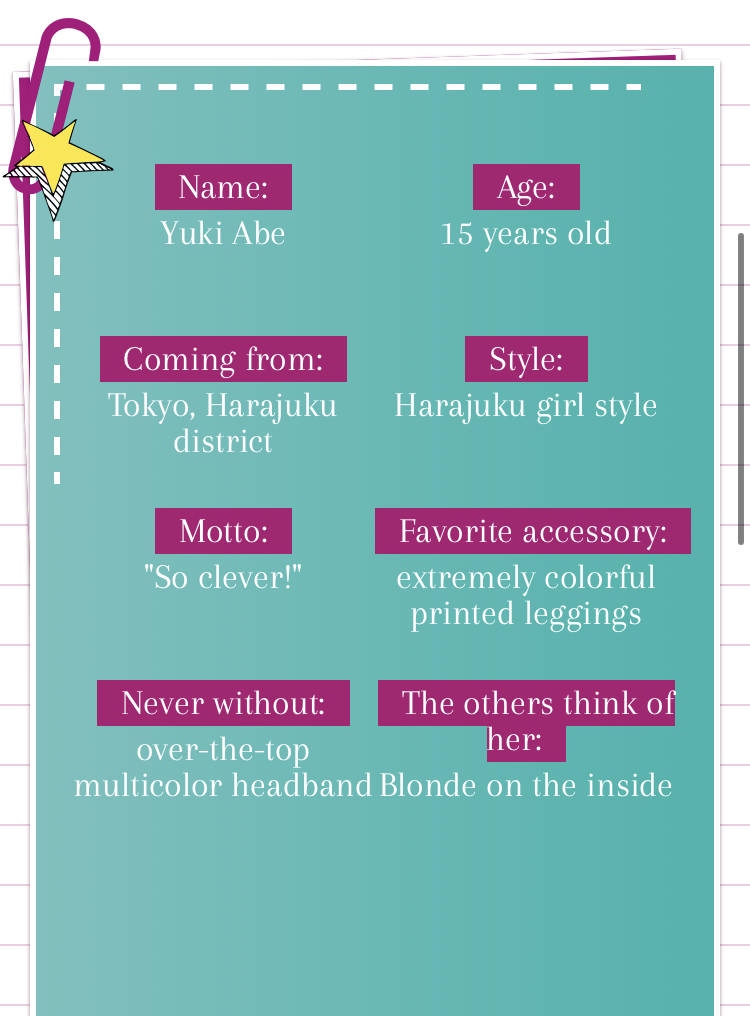 Name:
Yuki Abe
Age:
15 years old
Coming from:
Tokyo, Harajuku
district
Style:
Harajuku girl style
Motto:
"So clever!"
Favorite accessory:
extremely colorful
printed leggings
Never without:
over-the-top
multicolor headband
The others think of
her:
Blonde on the inside